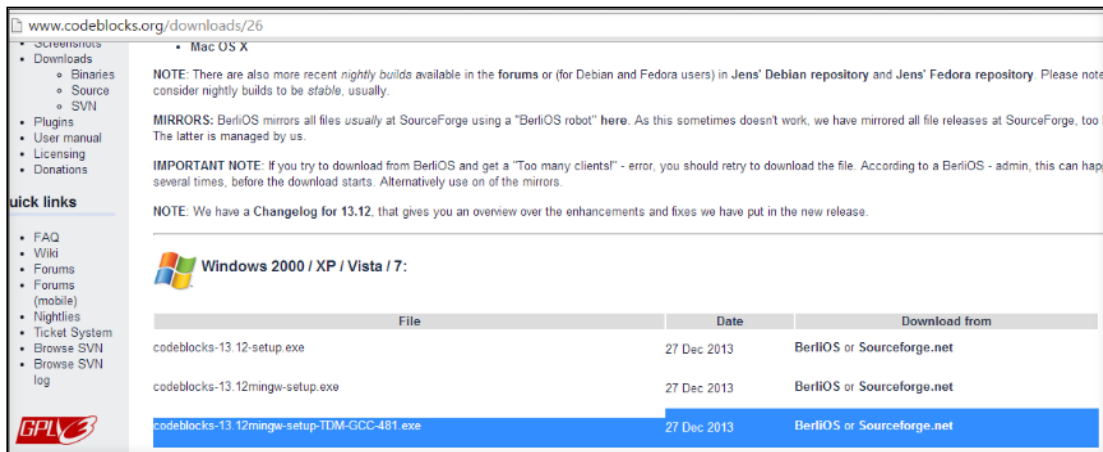 www.codeblocks.org/downloads/26
• Screenshots
• Downloads
• Binaries
• Source
• SVN
• Plugins
• User manual
• Licensing
• Donations
uick links
• FAQ
• Wiki
• Forums
• Forums
(mobile)
• Nightlies
• Ticket System
• Browse SVN
• Browse SVN
log
GPL 3
• Mac OS X
NOTE: There are also more recent nightly builds available in the forums or (for Debian and Fedora users) in Jens' Debian repository and Jens' Fedora repository. Please note
consider nightly builds to be stable, usually.
MIRRORS: BerliOS mirrors all files usually at SourceForge using a "BerliOS robot" here. As this sometimes doesn't work, we have mirrored all file releases at SourceForge, too
The latter is managed by us.
IMPORTANT NOTE: If you try to download from BerliOS and get a "Too many clients!" - error, you should retry to download the file. According to a BerliOS - admin, this can hap
several times, before the download starts. Alternatively use on of the mirrors.
NOTE: We have a Changelog for 13.12, that gives you an overview over the enhancements and fixes we have put in the new release.
Windows 2000 / XP / Vista / 7:
File Date Download from
codeblocks-13.12-setup.exe 27 Dec 2013 BerliOS or Sourceforge.net
codeblocks-13.12mingw-setup.exe 27 Dec 2013 BerliOS or Sourceforge.net
codeblocks-13.12mingw-setup-TDM-GCC-481.exe 27 Dec 2013 BerliOS or Sourceforge.net